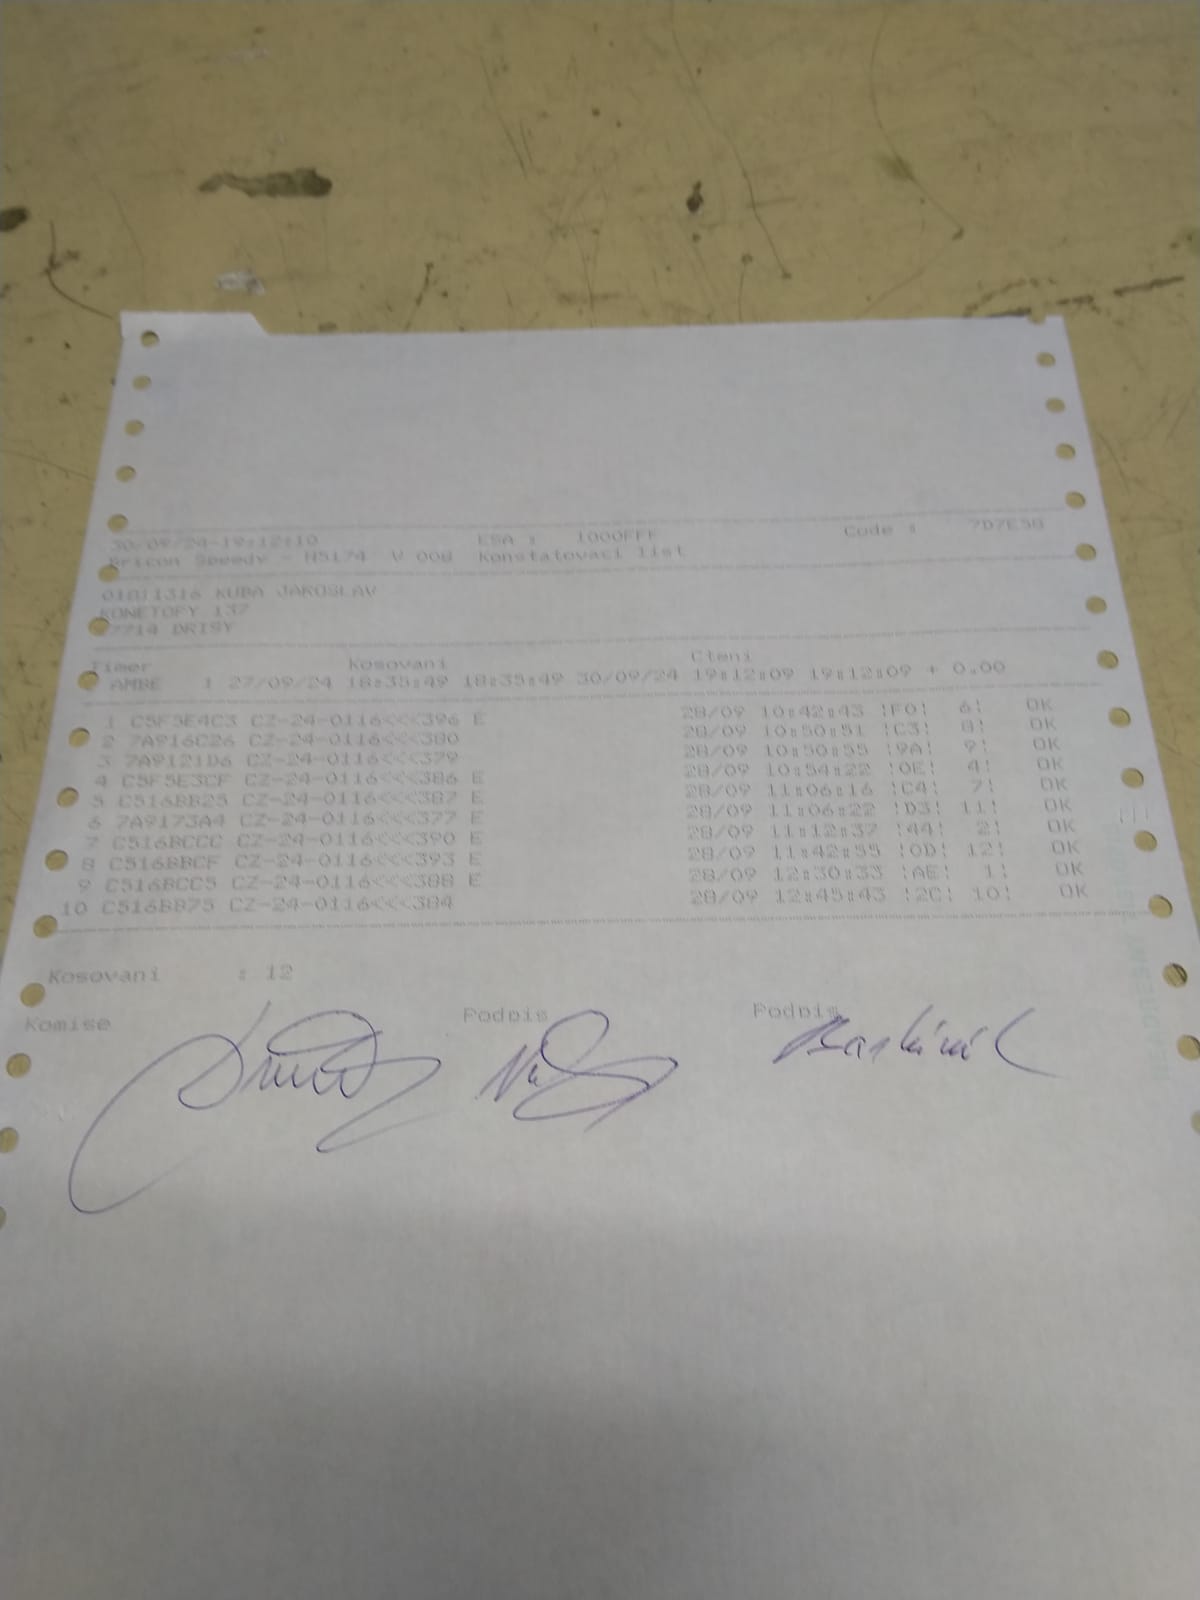 30/09/24-19:12:10 ESA : 1000FFF Code : 7D7E38
Bricon Speedy - H5174 V 008 Konstatovaci list
01811316 KUBA JAROSLAV
KONETOPY 137
27714 DRISY
Timer Kosovani Cteni
AMBE 1 27/09/24 18:35:49 18:35:49 30/09/24 19:12:09 19:12:09 + 0.00
1 C5F5E4C3 CZ-24-0116<<<396 E 28/09 10:42:43 !F0! 6! OK
2 7A916C26 CZ-24-0116<<<380 28/09 10:50:51 !C3! 8! OK
3 7A9121D6 CZ-24-0116<<<379 28/09 10:50:55 !9A! 9! OK
4 C5F5E3CF CZ-24-0116<<<386 E 28/09 10:54:22 !0E! 4! OK
5 C516BB25 CZ-24-0116<<<387 E 28/09 11:06:16 !C4! 7! OK
6 7A9173A4 CZ-24-0116<<<377 E 28/09 11:06:22 !D3! 11! OK
7 C516BCCC CZ-24-0116<<<390 E 28/09 11:12:37 !44! 2! OK
8 C516BBCF CZ-24-0116<<<393 E 28/09 11:42:55 !0D! 12! OK
9 C516BCC5 CZ-24-0116<<<388 E 28/09 12:30:33 !AE! 1! OK
10 C516BB75 CZ-24-0116<<<384 28/09 12:45:43 !2C! 10! OK
Kosovani : 12
Komise Podpis Podpis